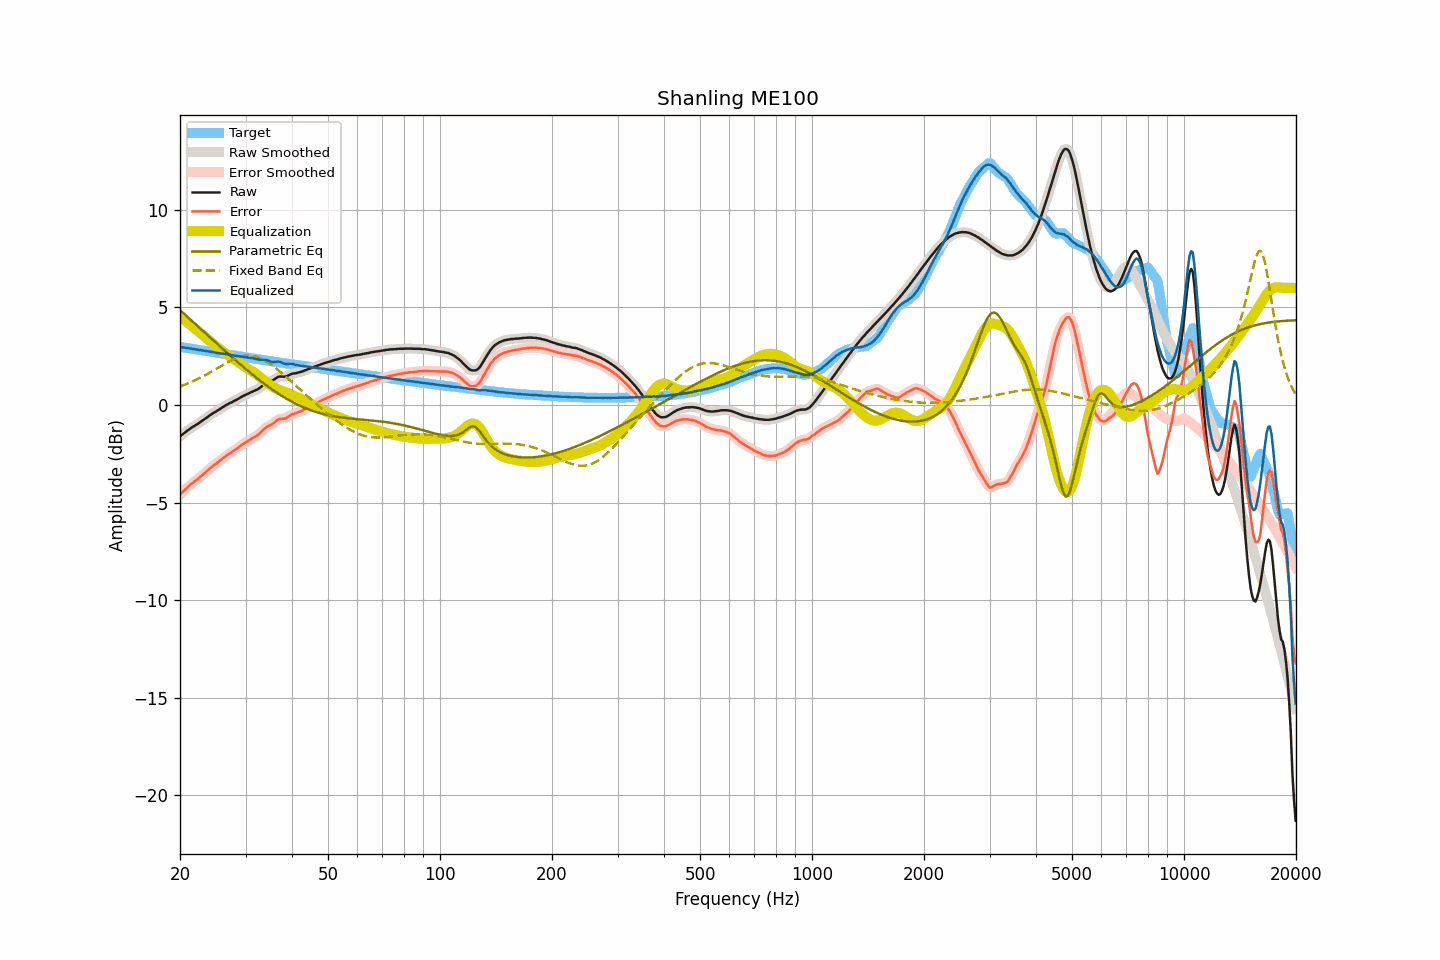 Shanling ME100
Target
Raw Smoothed
Error Smoothed
Raw
Error
Equalization
Parametric Eq
Fixed Band Eq
Equalized
10
5
0
−5
−10
−15
−20
Amplitude (dBr)
20 50 100 200 500 1000 2000 5000 10000 20000
Frequency (Hz)